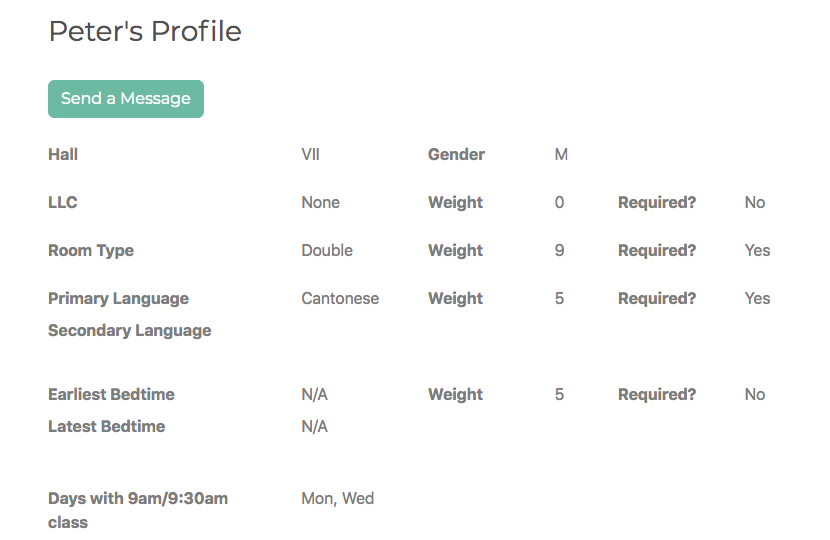 Peter's Profile
Send a Message
Hall VII Gender M
LLC None Weight 0 Required? No
Room Type Double Weight 9 Required? Yes
Primary Language Cantonese Weight 5 Required? Yes
Secondary Language
Earliest Bedtime N/A Weight 5 Required? No
Latest Bedtime N/A
Days with 9am/9:30am Mon, Wed
class